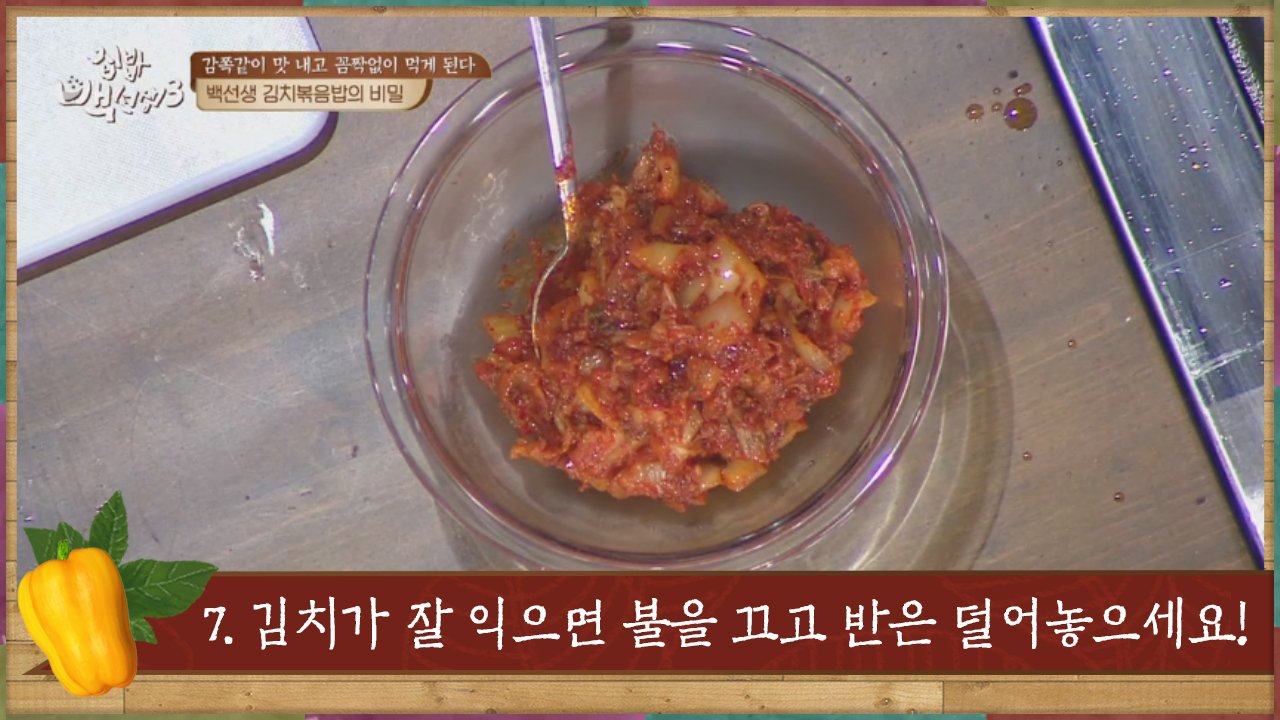 집밥
백선생3
감쪽같이 맛 내고 꼼짝없이 먹게 된다
백선생 김치볶음밥의 비밀
7. 김치가 잘 익으면 불을 끄고 반은 덜어놓으세요!